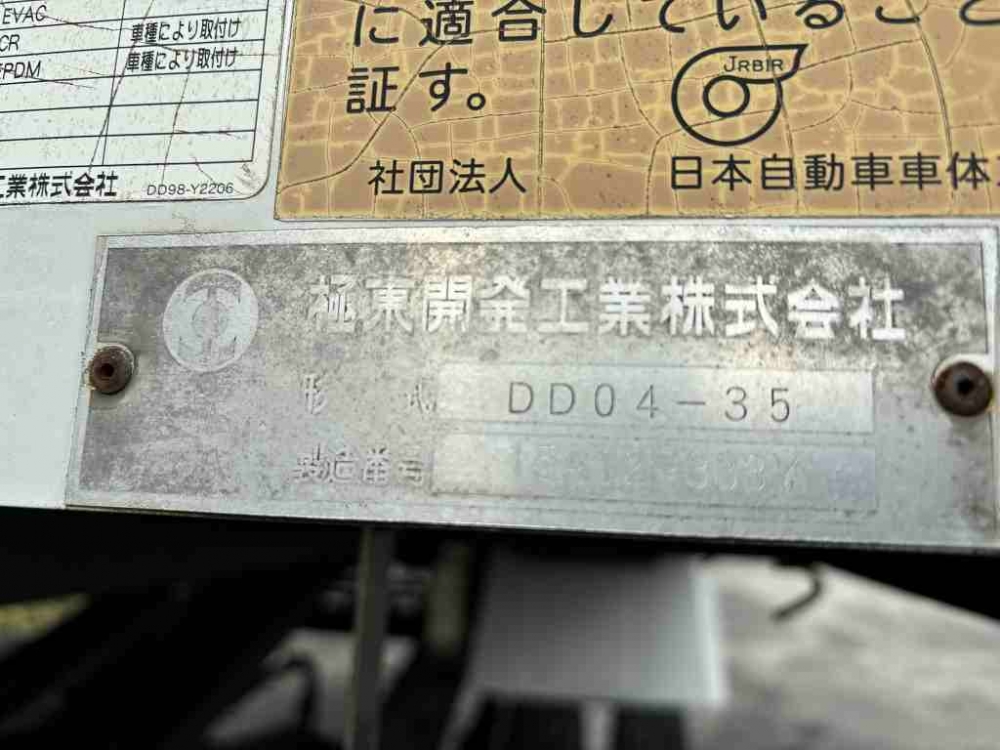 EVAC 車種により取付け
CR 車種により取付け
PDM
工業株式会社 DD98-Y2206
に適合していること
証す。
JRBIR
社団法人 日本自動車車体
極東開発工業株式会社
形式 DD04-35
製造番号